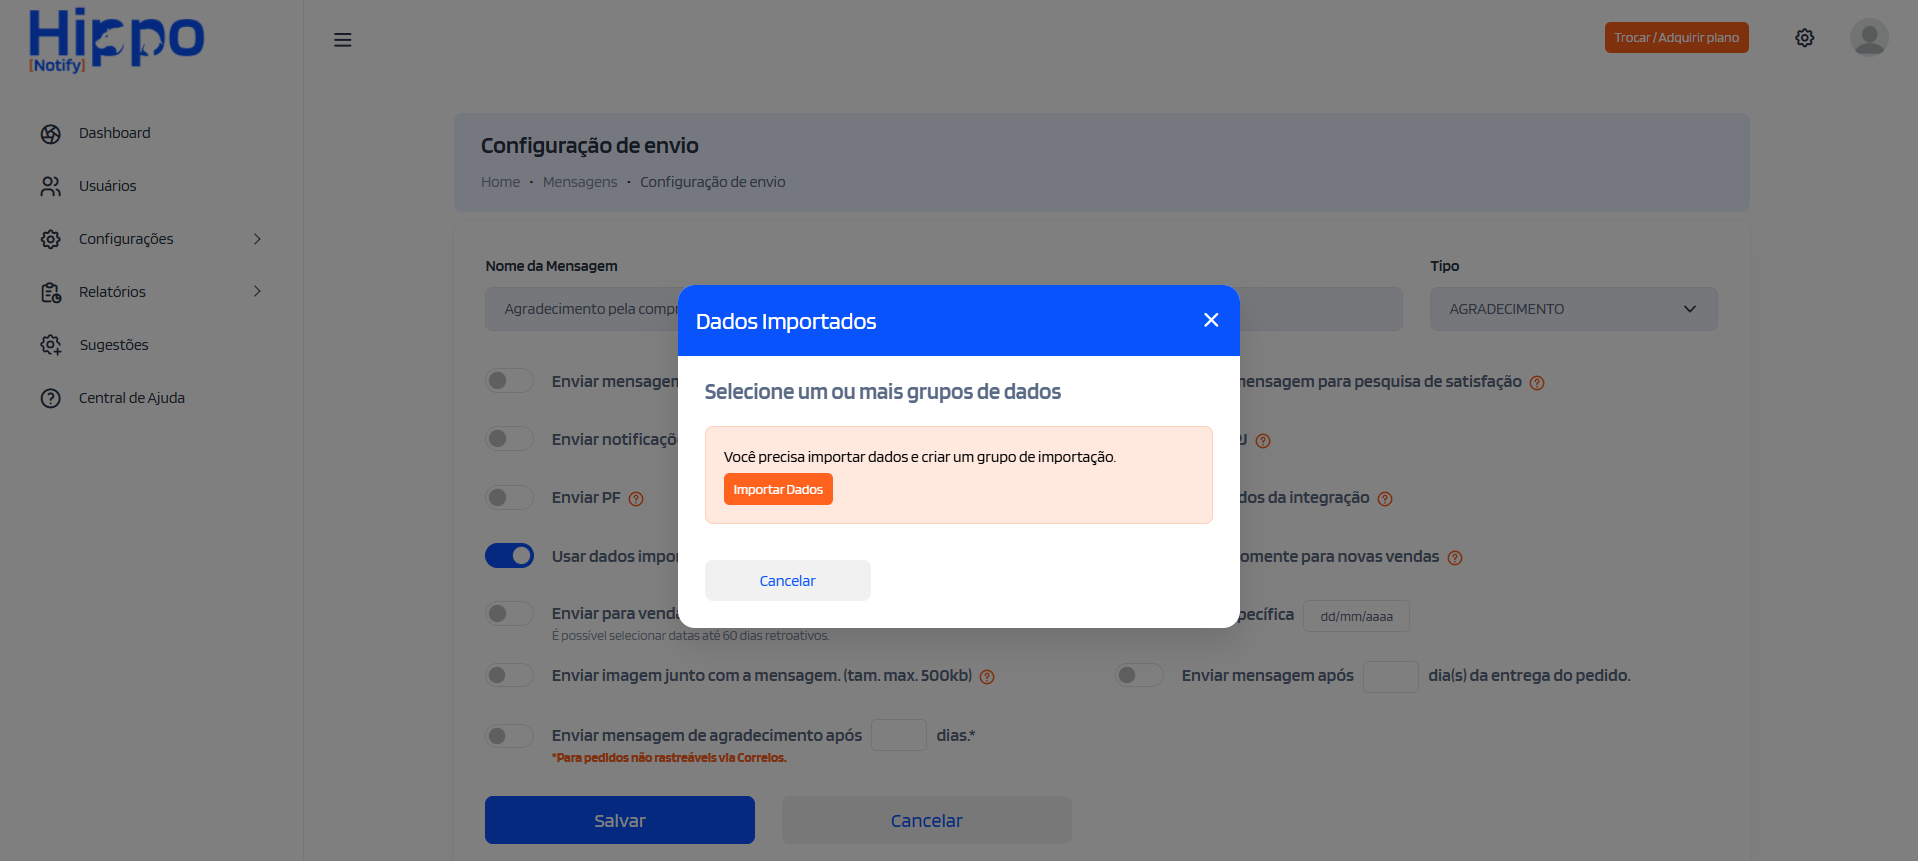 Hippo
[Notify]
Trocar / Adquirir plano
Dashboard
Usuários
Configurações
Relatórios
Sugestões
Central de Ajuda
Configuração de envio
Home · Mensagens · Configuração de envio
Nome da Mensagem
Tipo
Agradecimento pela comp
AGRADECIMENTO
Dados Importados
Selecione um ou mais grupos de dados
Você precisa importar dados e criar um grupo de importação.
Importar Dados
Cancelar
Enviar mensagem
mensagem para pesquisa de satisfação
Enviar notificaçõ
Enviar PF
dos da integração
Usar dados impor
omente para novas vendas
Enviar para venda
É possível selecionar datas até 60 dias retroativos.
pecífica dd/mm/aaaa
Enviar imagem junto com a mensagem. (tam. max. 500kb)
Enviar mensagem após dia(s) da entrega do pedido.
Enviar mensagem de agradecimento após dias.*
*Para pedidos não rastreáveis via Correios.
Salvar
Cancelar